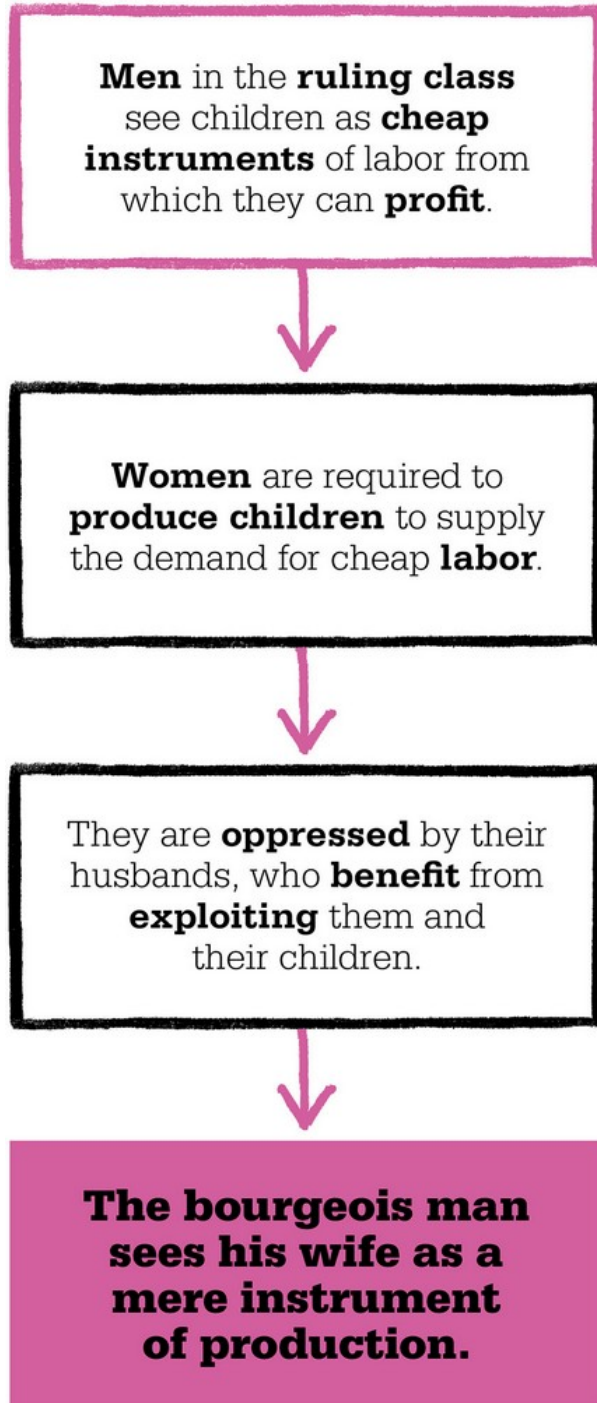 Men in the ruling class
see children as cheap
instruments of labor from
which they can profit.
Women are required to
produce children to supply
the demand for cheap labor.
They are oppressed by their
husbands, who benefit from
exploiting them and
their children.
The bourgeois man
sees his wife as a
mere instrument
of production.